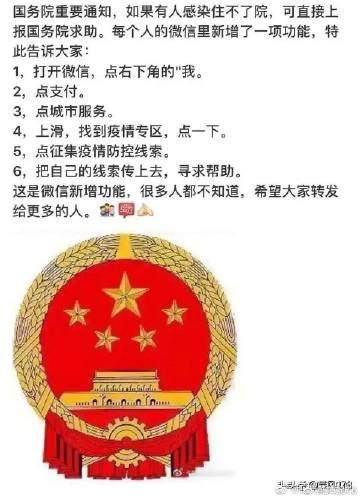 国务院重要通知，如果有人感染住不了院，可直接上
报国务院求助。每个人的微信里新增了一项功能，特
此告诉大家：
1，打开微信，点右下角的"我。
2，点支付。
3，点城市服务。
4，上滑，找到疫情专区，点一下。
5，点征集疫情防控线索。
6，把自己的线索传上去，寻求帮助。
这是微信新增功能，很多人都不知道，希望大家转发
给更多的人。